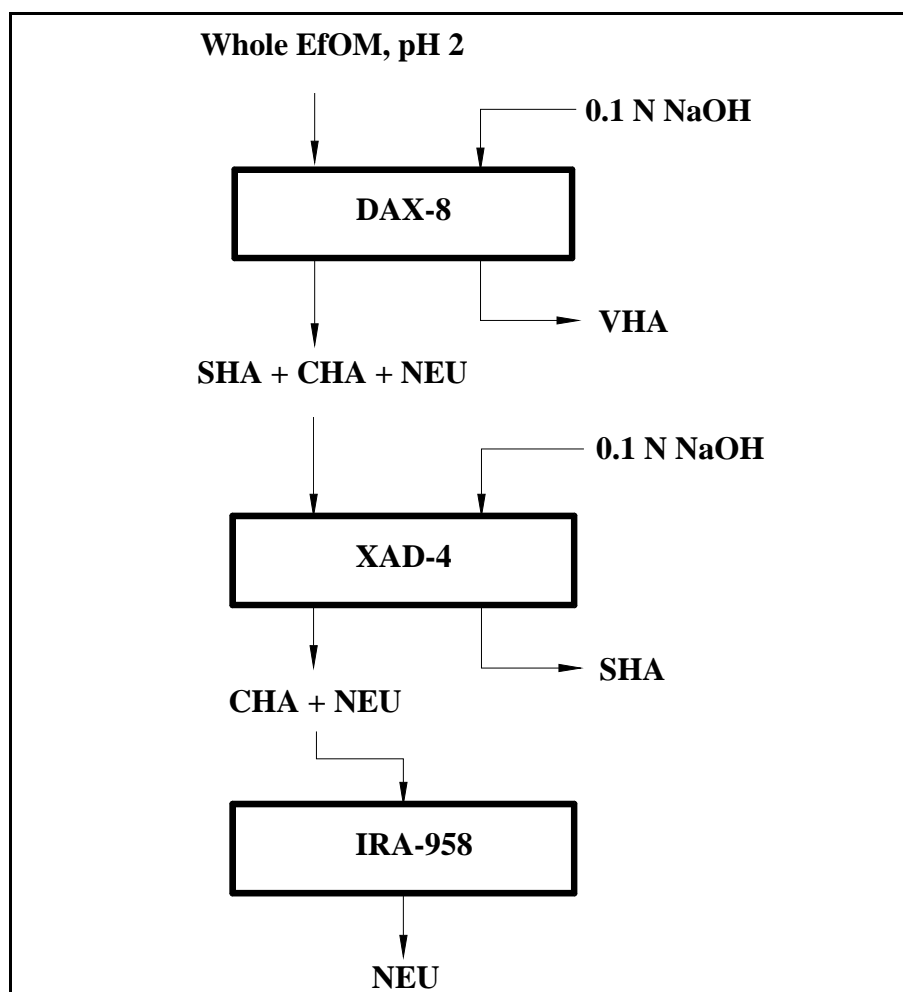 Whole EfOM, pH 2
0.1 N NaOH
DAX-8
VHA
SHA + CHA + NEU
0.1 N NaOH
XAD-4
SHA
CHA + NEU
IRA-958
NEU